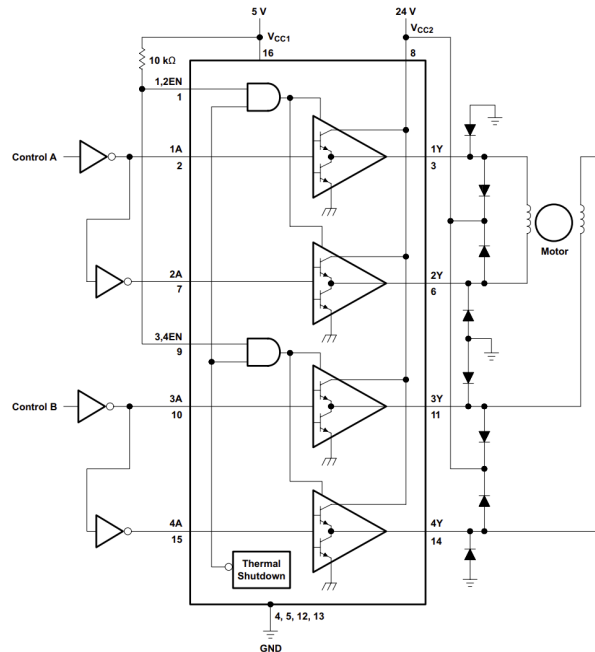 5 V
24 V
VCC1
VCC2
16
8
10 kΩ
1,2EN
1
Control A
1A
2
1Y
3
Motor
2A
7
2Y
6
3,4EN
9
Control B
3A
10
3Y
11
4A
15
4Y
14
Thermal
Shutdown
4, 5, 12, 13
GND